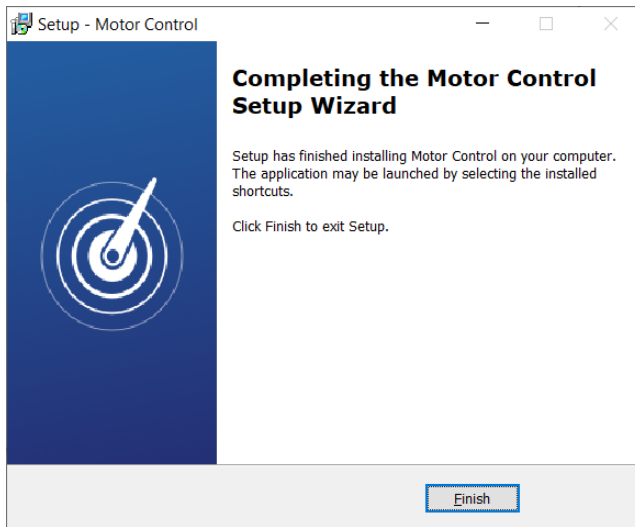 Setup - Motor Control
Completing the Motor Control
Setup Wizard
Setup has finished installing Motor Control on your computer.
The application may be launched by selecting the installed
shortcuts.
Click Finish to exit Setup.
Finish